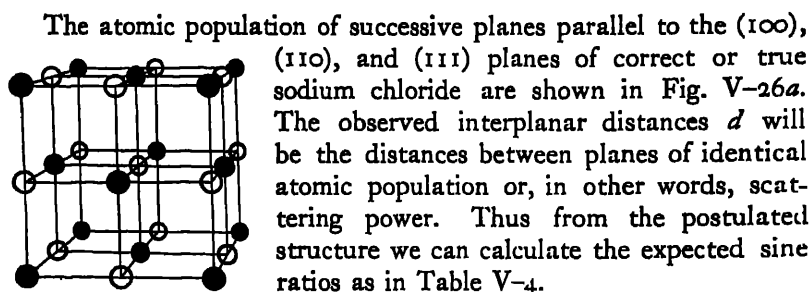 The atomic population of successive planes parallel to the (100),
(110), and (111) planes of correct or true
sodium chloride are shown in Fig. V–26a.
The observed interplanar distances d will
be the distances between planes of identical
atomic population or, in other words, scat-
tering power. Thus from the postulated
structure we can calculate the expected sine
ratios as in Table V–4.